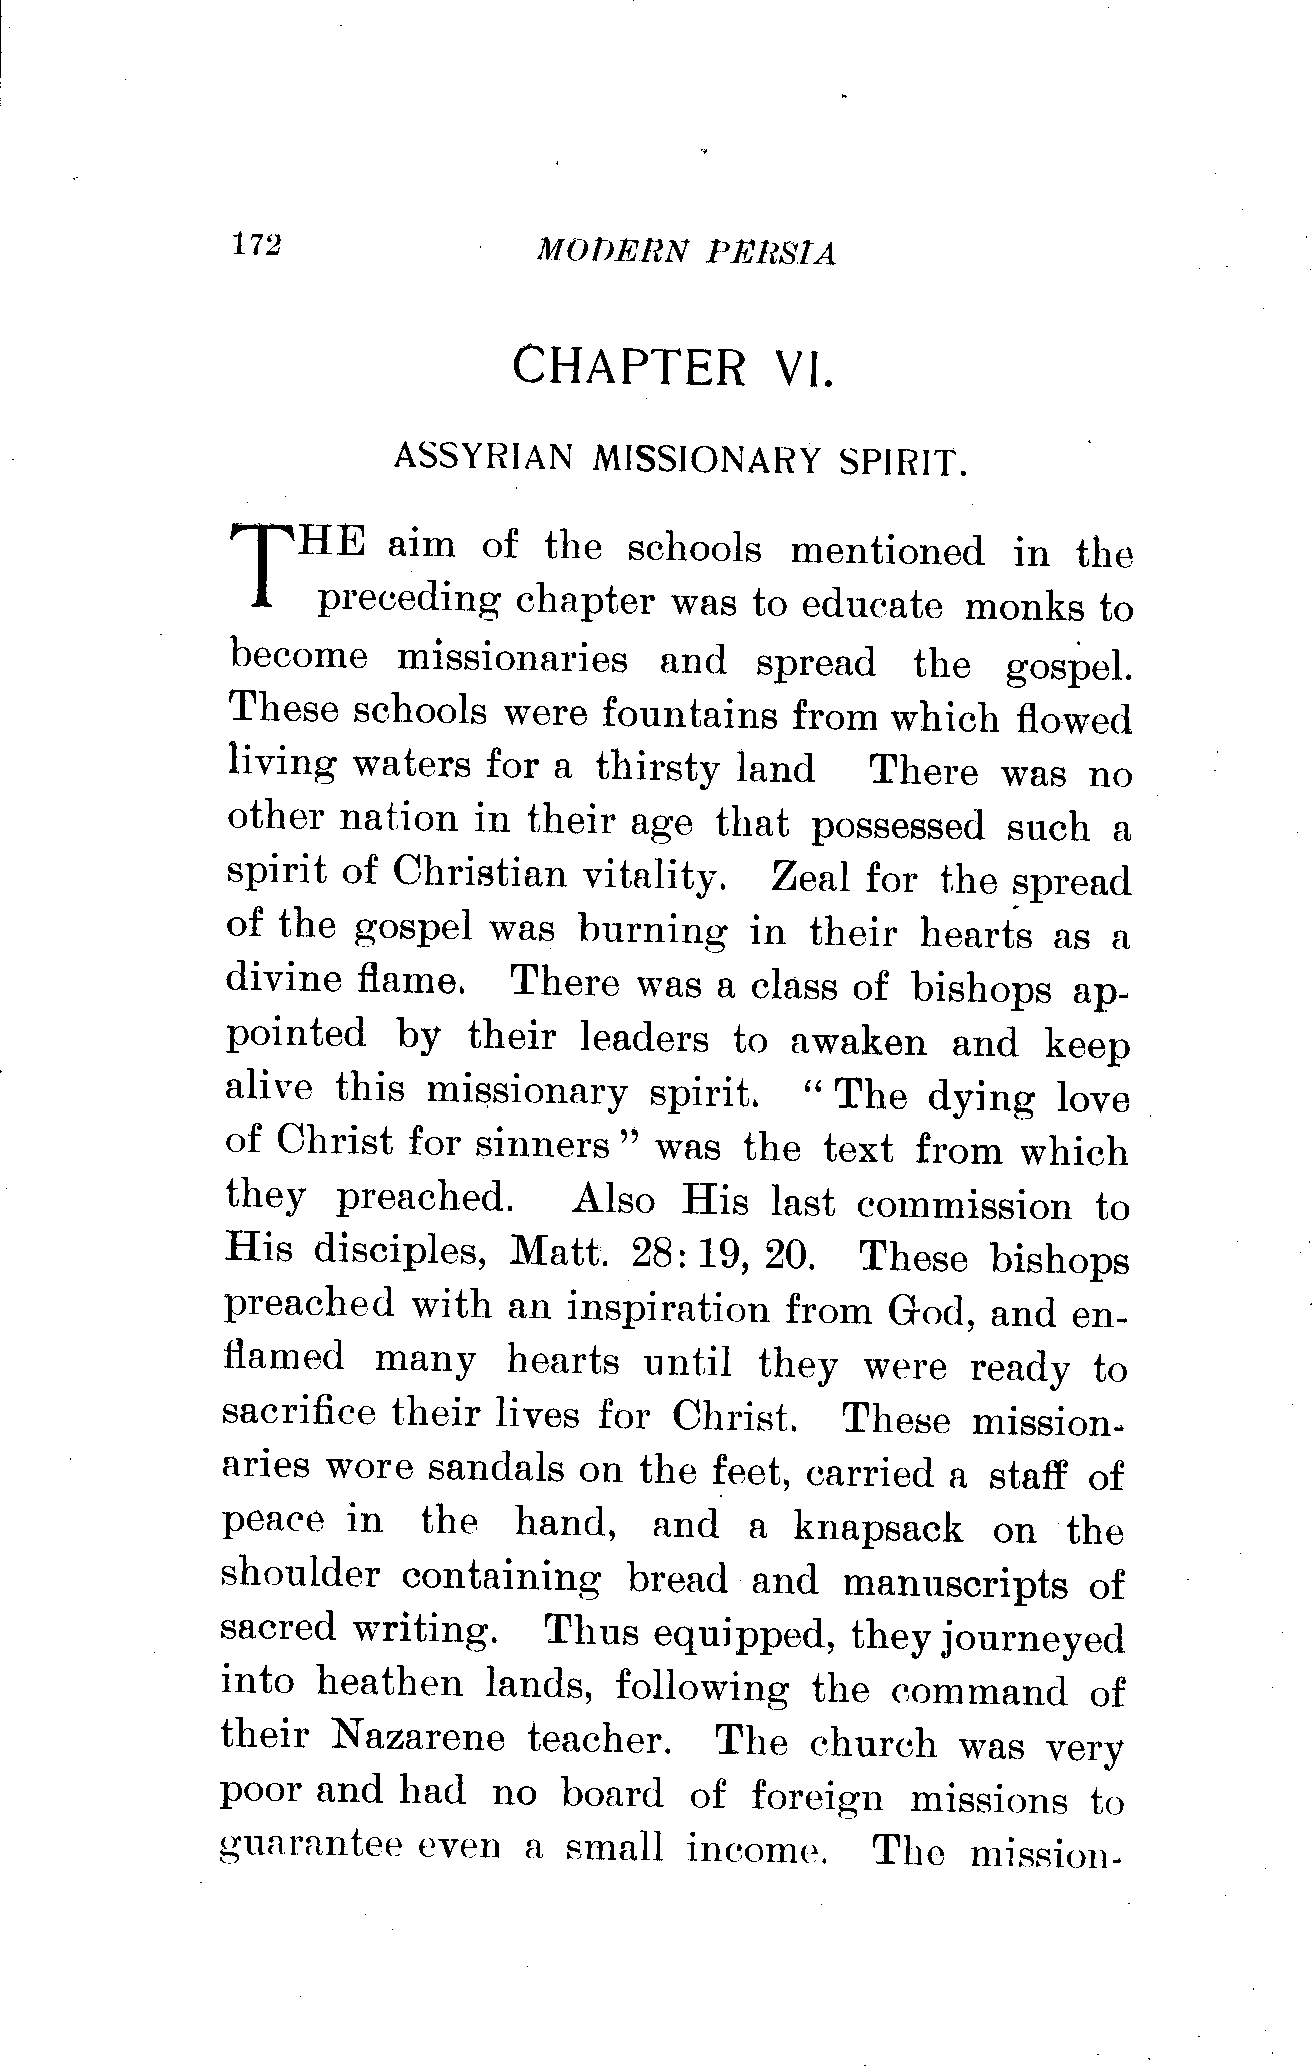 172 MODERN PERSIA
CHAPTER VI.
ASSYRIAN MISSIONARY SPIRIT.
THE aim of the schools mentioned in the
preceding chapter was to educate monks to
become missionaries and spread the gospel.
These schools were fountains from which flowed
living waters for a thirsty land There was no
other nation in their age that possessed such a
spirit of Christian vitality. Zeal for the spread
of the gospel was burning in their hearts as a
divine flame. There was a class of bishops ap-
pointed by their leaders to awaken and keep
alive this missionary spirit. “ The dying love
of Christ for sinners ” was the text from which
they preached. Also His last commission to
His disciples, Matt. 28: 19, 20. These bishops
preached with an inspiration from God, and en-
flamed many hearts until they were ready to
sacrifice their lives for Christ. These mission-
aries wore sandals on the feet, carried a staff of
peace in the hand, and a knapsack on the
shoulder containing bread and manuscripts of
sacred writing. Thus equipped, they journeyed
into heathen lands, following the command of
their Nazarene teacher. The church was very
poor and had no board of foreign missions to
guarantee even a small income. The mission-